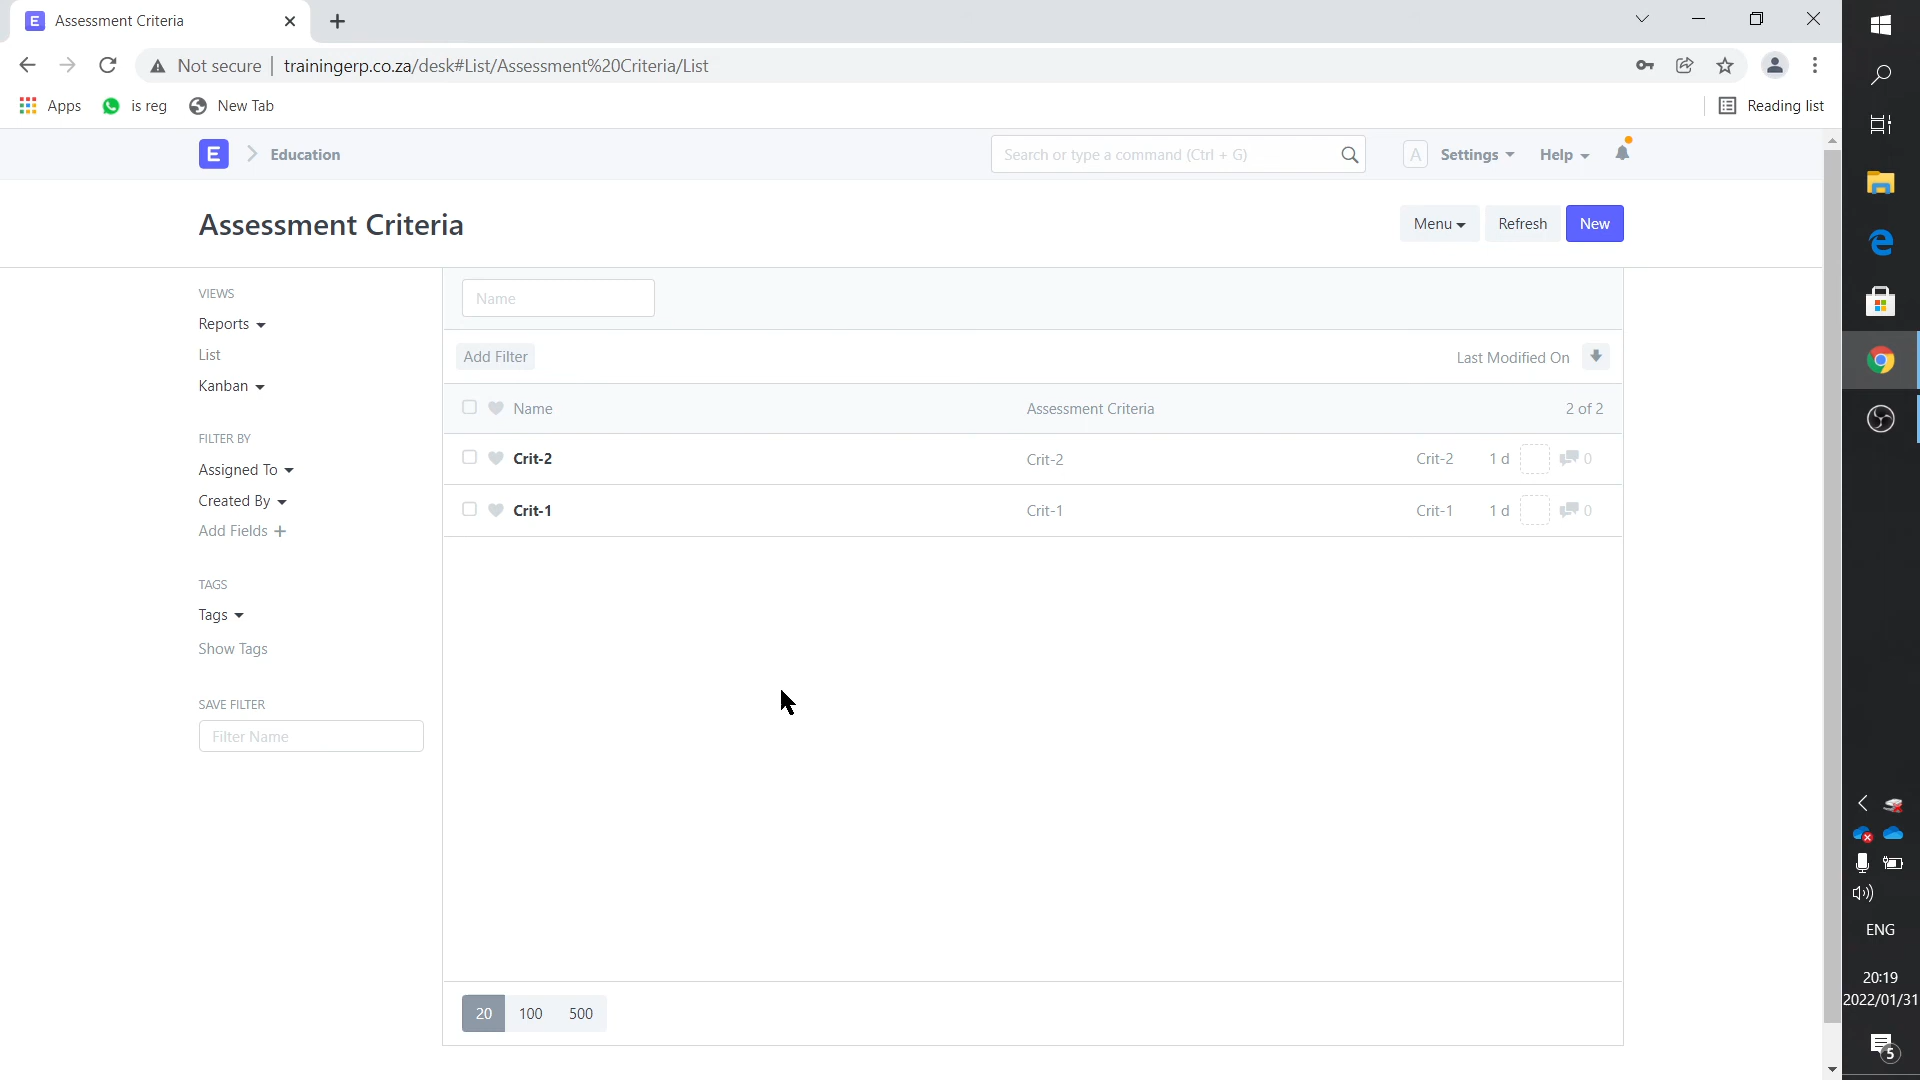 E Assessment Criteria
Not secure trainingerp.co.za/desk#List/Assessment%20Criteria/List
Apps is reg New Tab Reading list
E Education Search or type a command (Ctrl + G) A Settings Help
Assessment Criteria Menu Refresh New
VIEWS
Reports
List
Kanban
FILTER BY
Assigned To
Created By
Add Fields
TAGS
Tags
Show Tags
SAVE FILTER
Filter Name
Name
Add Filter Last Modified On
Name Assessment Criteria 2 of 2
Crit-2 Crit-2 Crit-2 1 d 0
Crit-1 Crit-1 Crit-1 1 d 0
20 100 500
ENG
20:19
2022/01/31
5